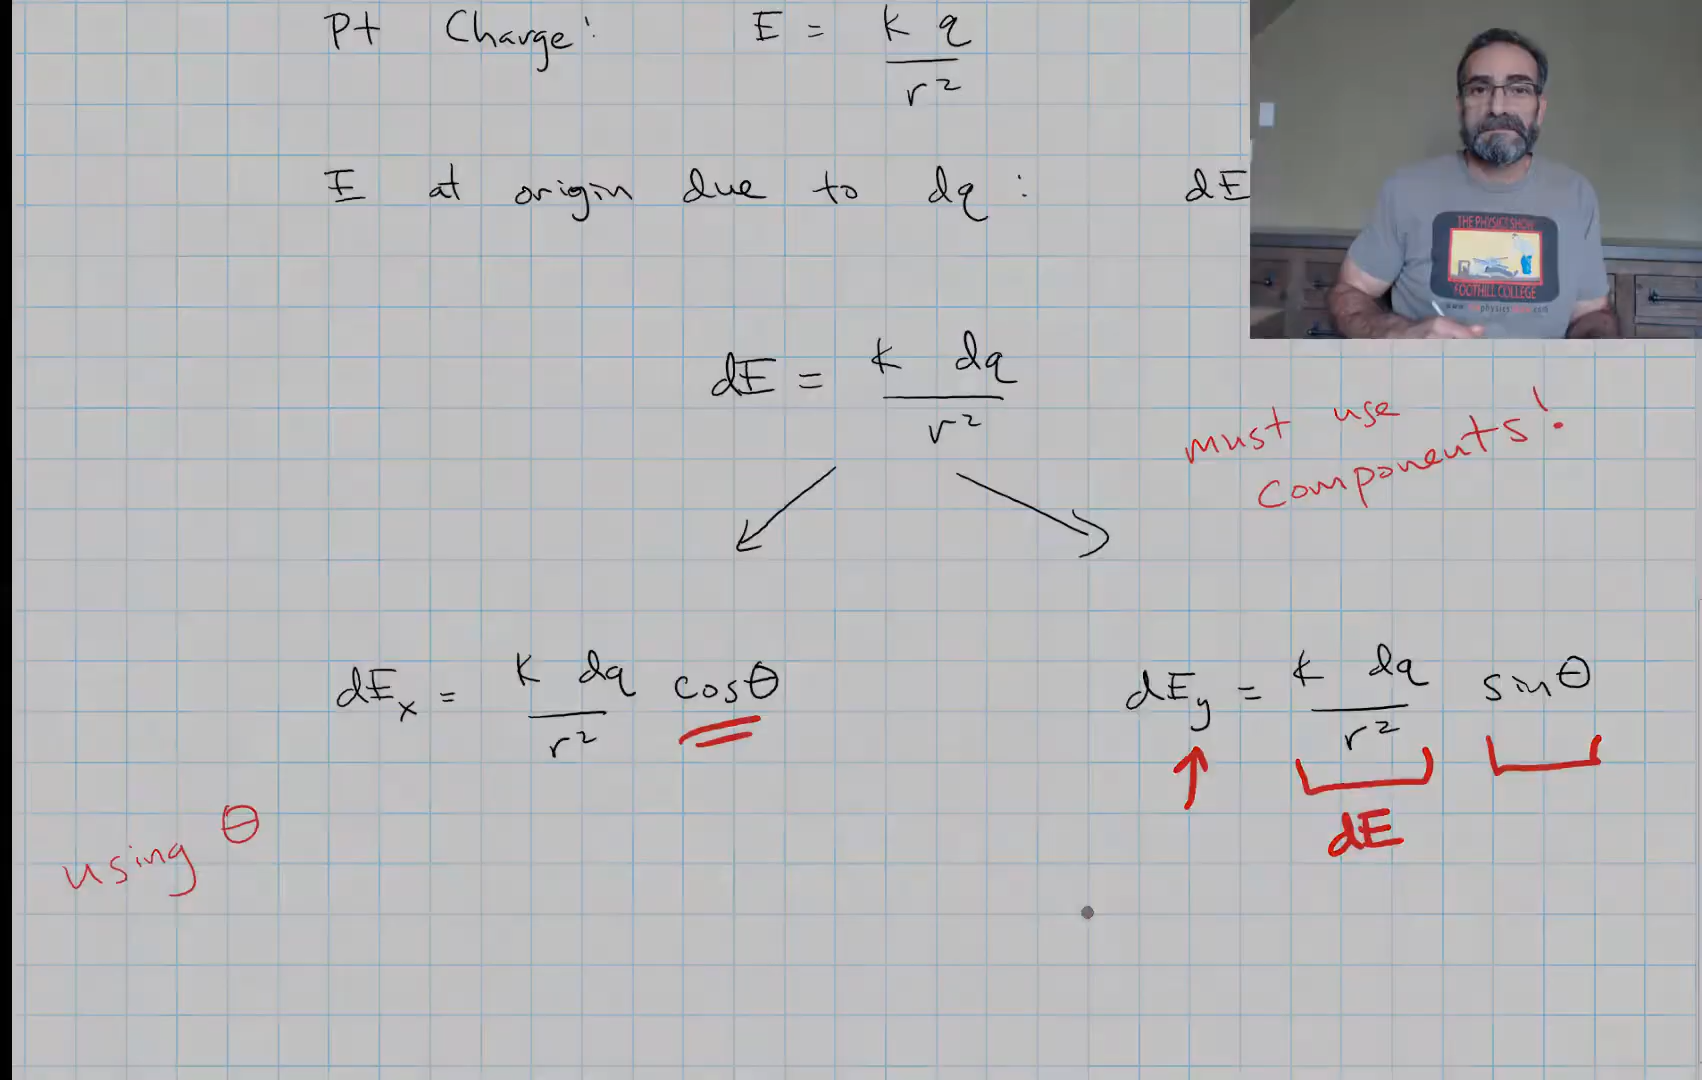 Pt Charge: E = k q / r²
E at origin due to dq: dE
dE = k dq / r²
must use
components!
dEx = k dq / r² cosθ
dEy = k dq / r² sinθ
dE
using θ
THE PHYSICS SHOW
FOOTHILL COLLEGE